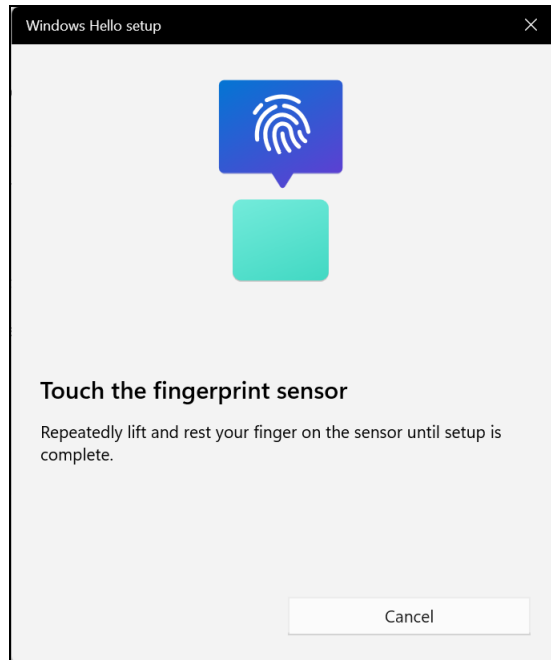 Windows Hello setup
Touch the fingerprint sensor
Repeatedly lift and rest your finger on the sensor until setup is
complete.
Cancel